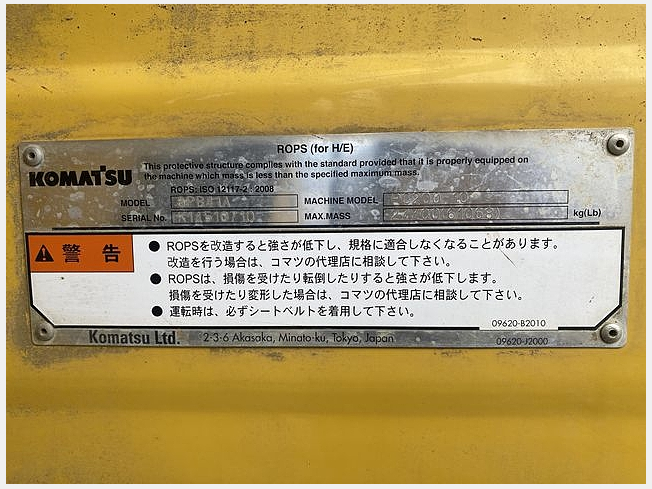 ROPS (for H/E)
KOMATSU
This protective structure complies with the standard provided that it is properly equipped on
the machine which mass is less than the specified maximum mass.
ROPS: ISO 12117-2 : 2008
MODEL MACHINE MODEL
SERIAL No. MAX.MASS kg(Lb)
警告
● ROPSを改造すると強さが低下し、規格に適合しなくなることがあります。
改造を行う場合は、コマツの代理店に相談して下さい。
● ROPSは、損傷を受けたり転倒したりすると強さが低下します。
損傷を受けたり変形した場合は、コマツの代理店に相談して下さい。
● 運転時は、必ずシートベルトを着用して下さい。
09620-B2010
Komatsu Ltd. 2-3-6 Akasaka, Minato-ku, Tokyo, Japan 09620-J2000